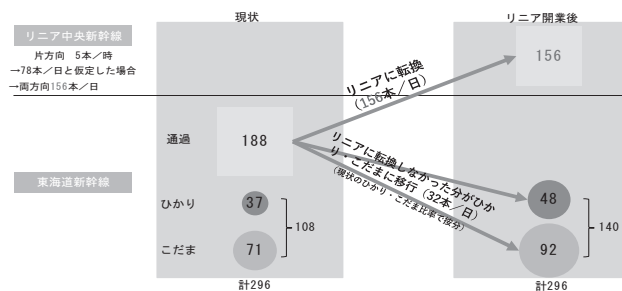 現状
リニア開業後
リニア中央新幹線
片方向　5本／時
→78本／日と仮定した場合
→両方向156本／日
156
リニアに転換
（156本／日）
通過
188
リニアに転換しなかった分がひか
り・こだまに移行（32本／日）
（現状のひかり・こだま比率で按分）
東海道新幹線
ひかり
37
108
こだま
71
48
140
92
計296
計296